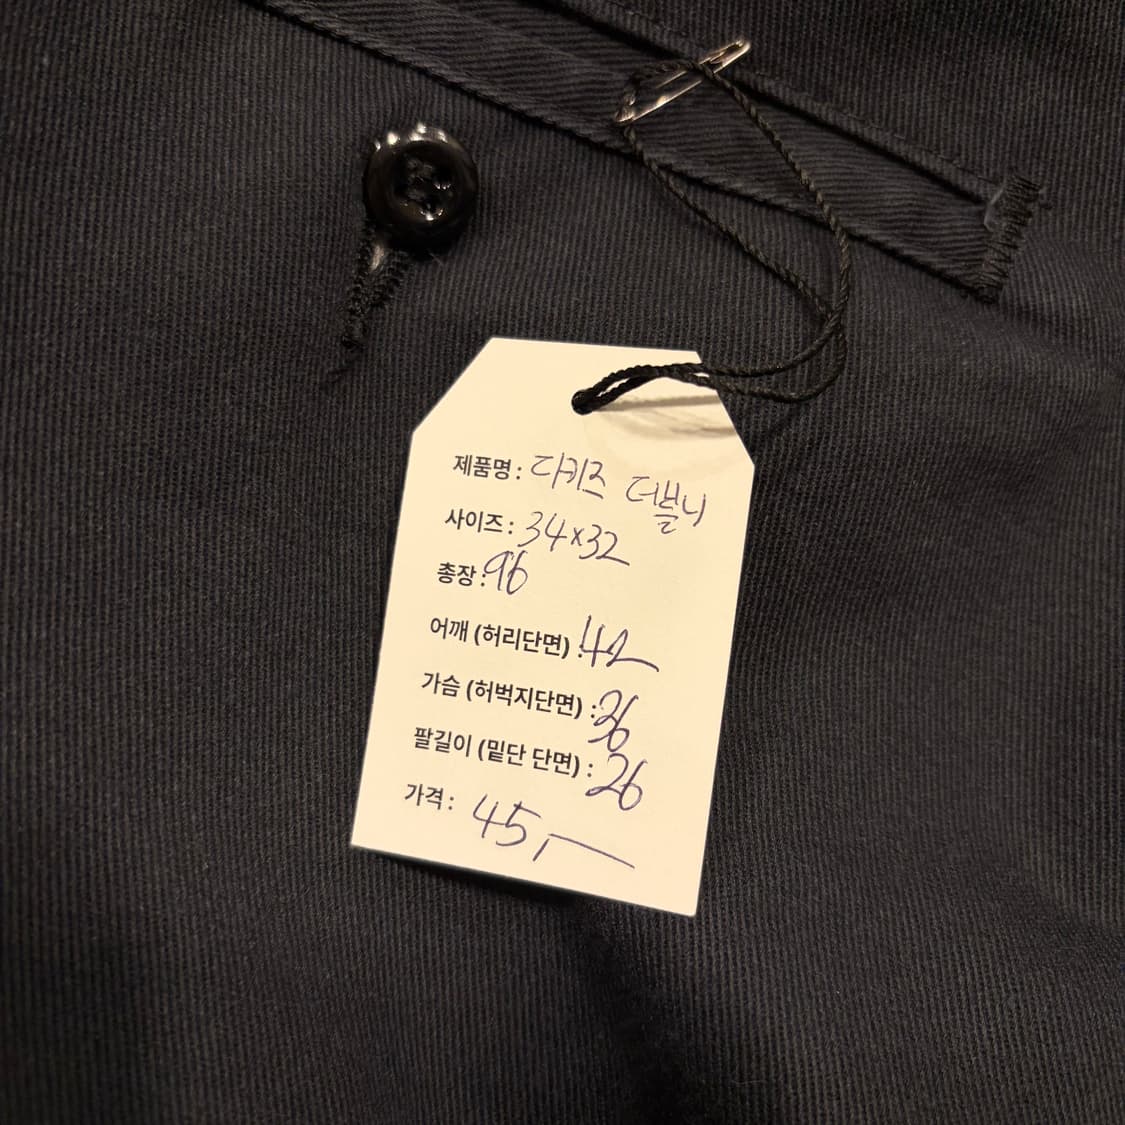 제품명: 디키즈 더블니
사이즈: 34x32
총장: 96
어깨 (허리단면) : 42
가슴 (허벅지단면) : 36
팔길이 (밑단 단면) : 26
가격: 45,—